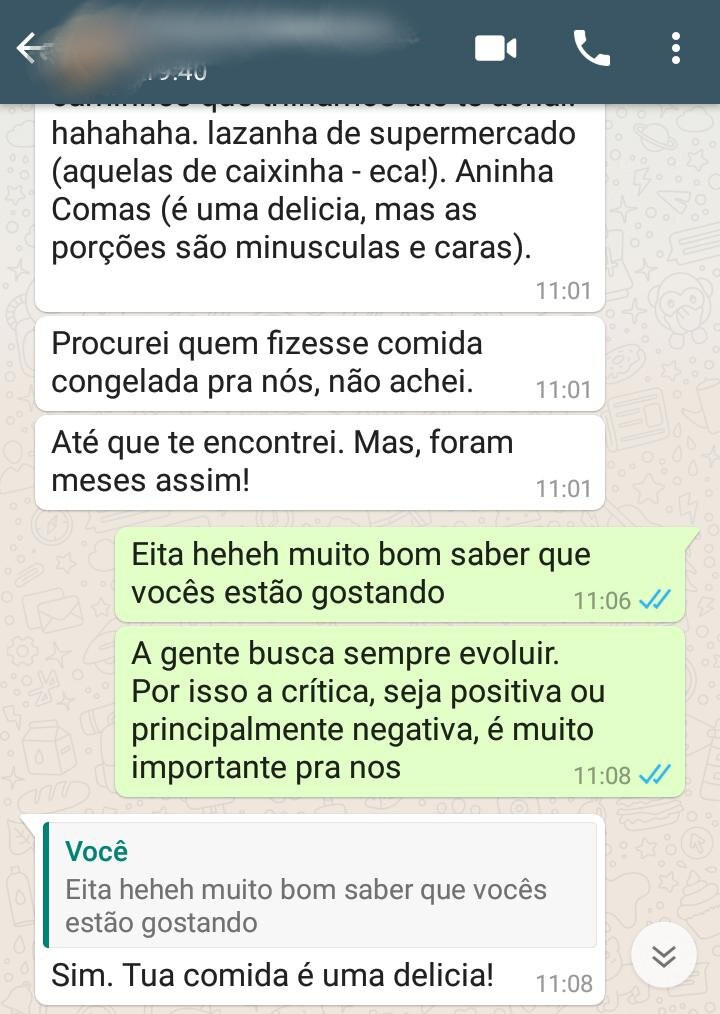 19:40
hahahaha. lazanha de supermercado
(aquelas de caixinha - eca!). Aninha
Comas (é uma delicia, mas as
porções são minusculas e caras).
11:01
Procurei quem fizesse comida
congelada pra nós, não achei.
11:01
Até que te encontrei. Mas, foram
meses assim!
11:01
Eita heheh muito bom saber que
vocês estão gostando
11:06
A gente busca sempre evoluir.
Por isso a crítica, seja positiva ou
principalmente negativa, é muito
importante pra nos
11:08
Você
Eita heheh muito bom saber que vocês
estão gostando
Sim. Tua comida é uma delicia!
11:08